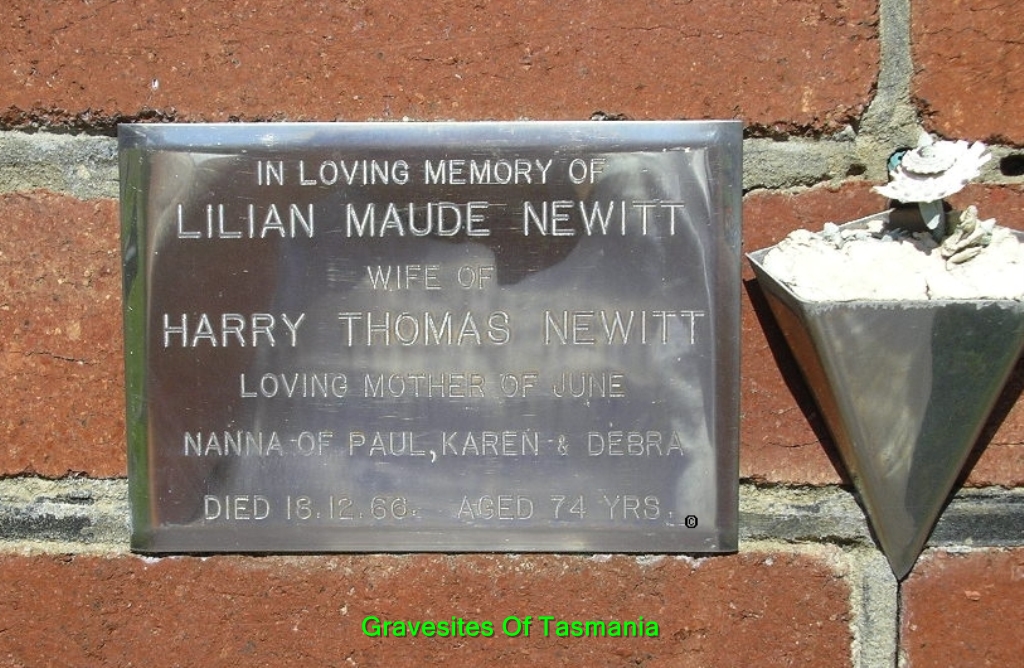 IN LOVING MEMORY OF
LILIAN MAUDE NEWITT
WIFE OF
HARRY THOMAS NEWITT
LOVING MOTHER OF JUNE
NANNA OF PAUL, KAREN & DEBRA
DIED 18.12.66. AGED 74 YRS.
©
Gravesites Of Tasmania